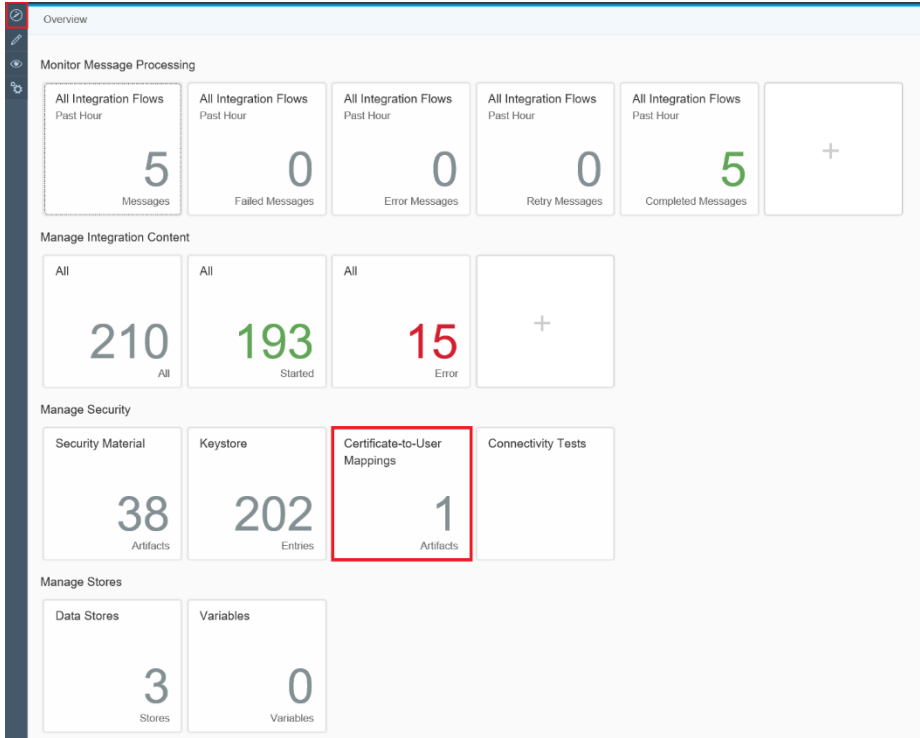 Overview
Monitor Message Processing
All Integration Flows
Past Hour
5
Messages
All Integration Flows
Past Hour
0
Failed Messages
All Integration Flows
Past Hour
0
Error Messages
All Integration Flows
Past Hour
0
Retry Messages
All Integration Flows
Past Hour
5
Completed Messages
+
Manage Integration Content
All
210
All
All
193
Started
All
15
Error
+
Manage Security
Security Material
38
Artifacts
Keystore
202
Entries
Certificate-to-User
Mappings
1
Artifacts
Connectivity Tests
Manage Stores
Data Stores
3
Stores
Variables
0
Variables